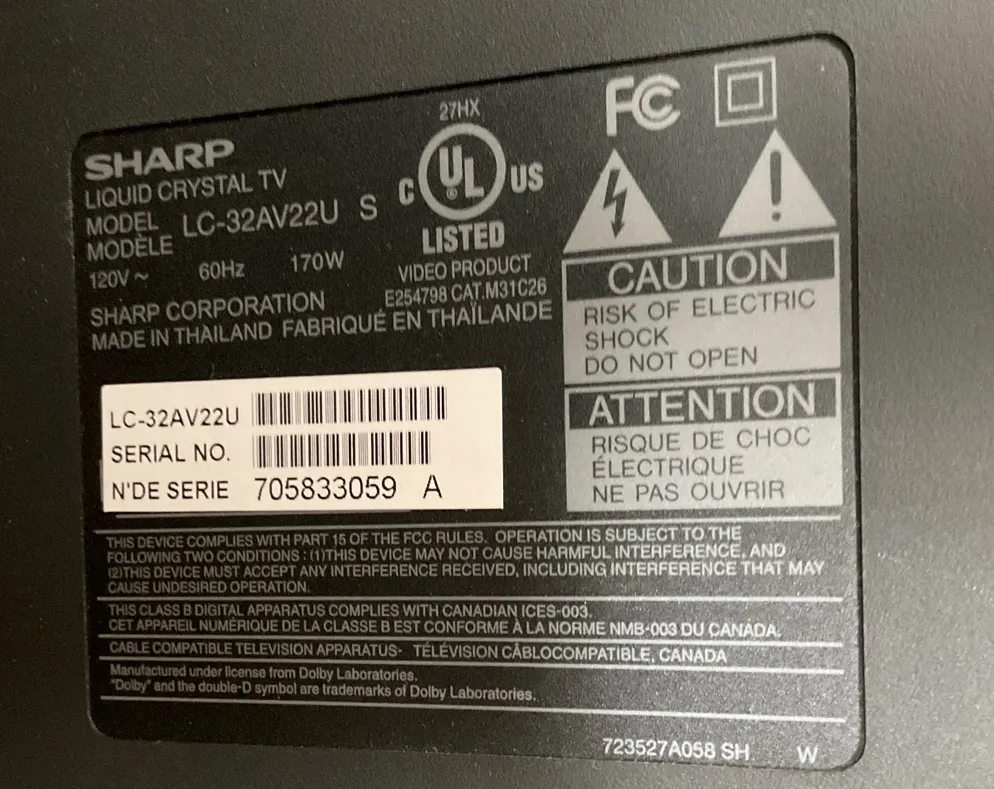 SHARP
LIQUID CRYSTAL TV
MODEL
MODÈLE
LC-32AV22U S
120V ~ 60Hz 170W
SHARP CORPORATION
MADE IN THAILAND FABRIQUÉ EN THAÏLANDE
27HX
C UL US
®
LISTED
VIDEO PRODUCT
E254798 CAT.M31C26
FC
CAUTION
RISK OF ELECTRIC
SHOCK
DO NOT OPEN
ATTENTION
RISQUE DE CHOC
ÉLECTRIQUE
NE PAS OUVRIR
LC-32AV22U
SERIAL NO.
N'DE SERIE 705833059 A
THIS DEVICE COMPLIES WITH PART 15 OF THE FCC RULES. OPERATION IS SUBJECT TO THE
FOLLOWING TWO CONDITIONS : (1)THIS DEVICE MAY NOT CAUSE HARMFUL INTERFERENCE, AND
(2)THIS DEVICE MUST ACCEPT ANY INTERFERENCE RECEIVED, INCLUDING INTERFERENCE THAT MAY
CAUSE UNDESIRED OPERATION.
THIS CLASS B DIGITAL APPARATUS COMPLIES WITH CANADIAN ICES-003.
CET APPAREIL NUMÉRIQUE DE LA CLASSE B EST CONFORME À LA NORME NMB-003 DU CANADA.
CABLE COMPATIBLE TELEVISION APPARATUS- TÉLÉVISION CÂBLOCOMPATIBLE, CANADA
Manufactured under license from Dolby Laboratories.
"Dolby" and the double-D symbol are trademarks of Dolby Laboratories.
723527A058 SH W